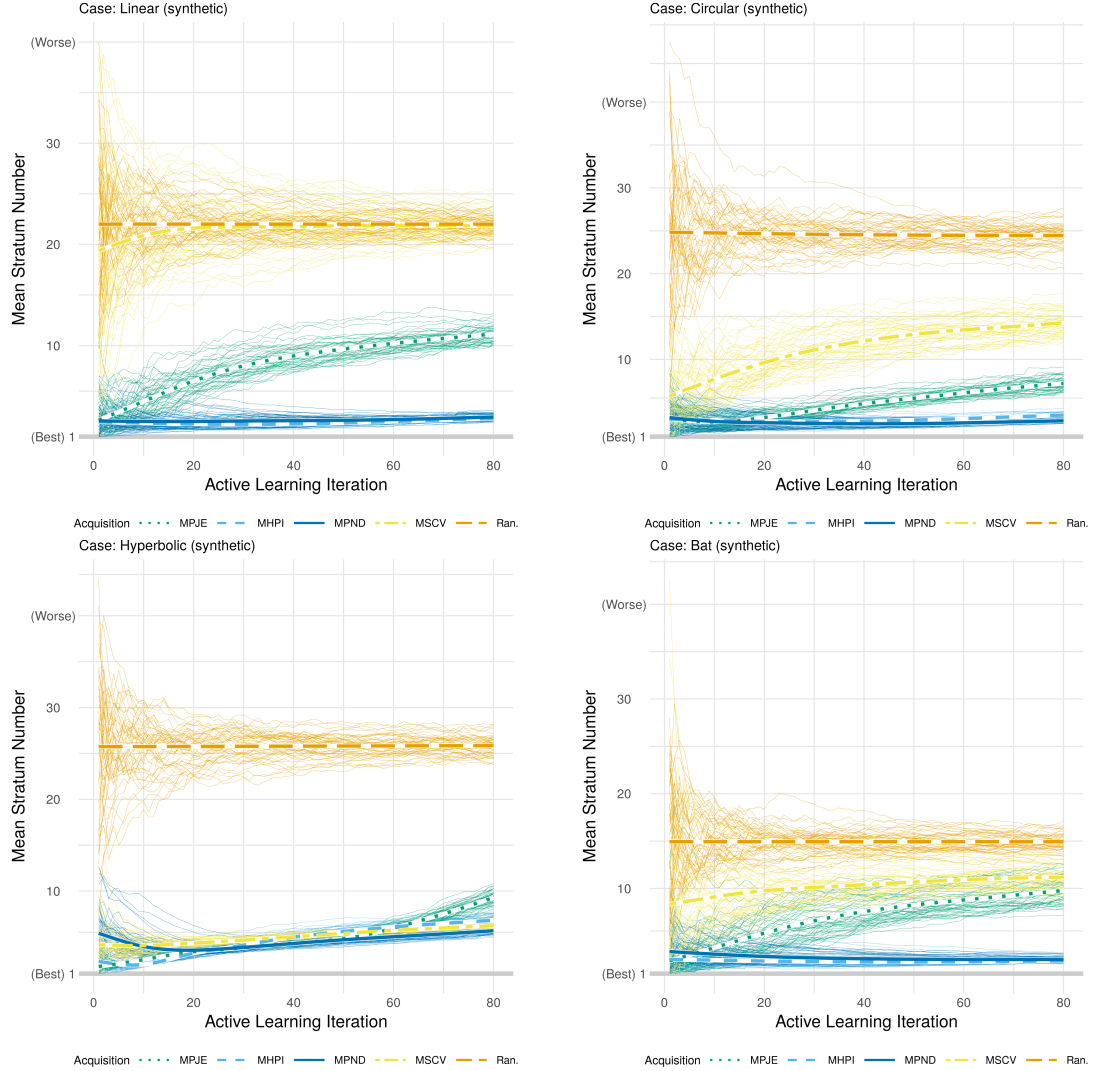 Case: Linear (synthetic)
(Worse)
30
20
10
(Best) 1
Mean Stratum Number
0 20 40 60 80
Active Learning Iteration
Acquisition MPJE MHPI MPND MSCV Ran.
Case: Circular (synthetic)
(Worse)
30
20
10
(Best) 1
Mean Stratum Number
0 20 40 60 80
Active Learning Iteration
Acquisition MPJE MHPI MPND MSCV Ran.
Case: Hyperbolic (synthetic)
(Worse)
30
20
10
(Best) 1
Mean Stratum Number
0 20 40 60 80
Active Learning Iteration
Acquisition MPJE MHPI MPND MSCV Ran.
Case: Bat (synthetic)
(Worse)
30
20
10
(Best) 1
Mean Stratum Number
0 20 40 60 80
Active Learning Iteration
Acquisition MPJE MHPI MPND MSCV Ran.